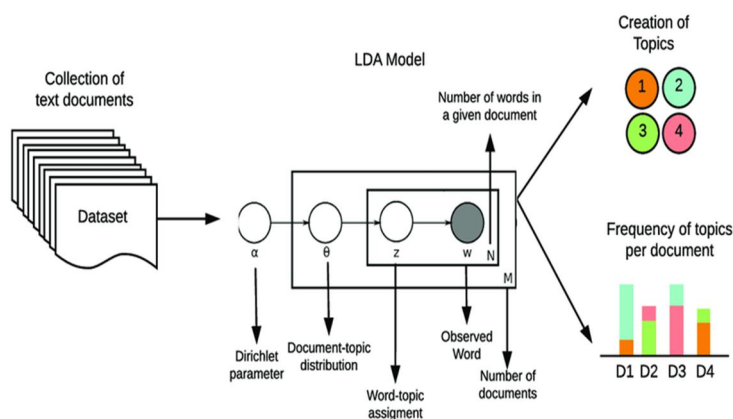 Collection of
text documents
Dataset
LDA Model
Number of words in
a given document
α
θ
z
w
N
M
Dirichlet
parameter
Document-topic
distribution
Word-topic
assigment
Observed
Word
Number of
documents
Creation of
Topics
1
2
3
4
Frequency of topics
per document
D1 D2 D3 D4